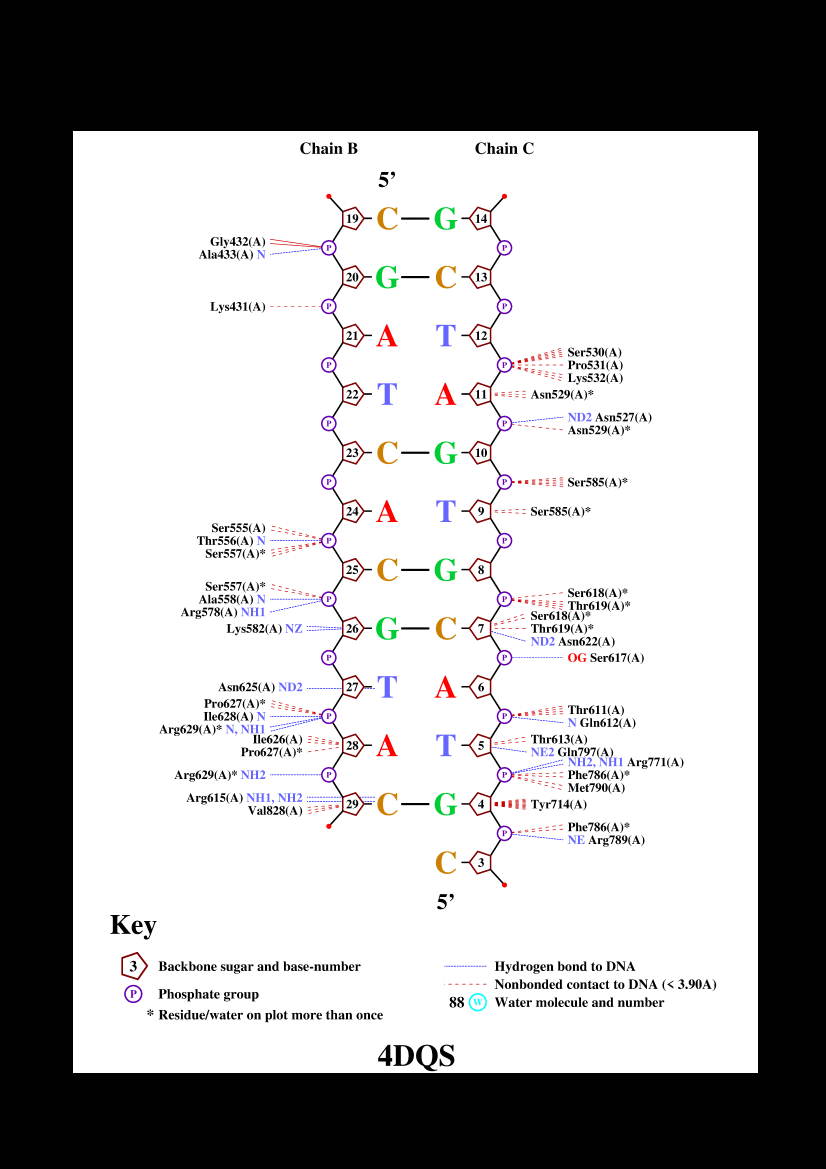 Chain B Chain C
5’
19 C G 14
P P
Gly432(A)
Ala433(A) N
20 G C 13
Lys431(A) P P
21 A T 12
Ser530(A)
P P Pro531(A)
Lys532(A)
22 T A 11 Asn529(A)*
P P ND2 Asn527(A)
Asn529(A)*
23 C G 10
P P Ser585(A)*
24 A T 9 Ser585(A)*
Ser555(A)
Thr556(A) N P P
Ser557(A)*
25 C G 8
Ser557(A)* Ser618(A)*
Ala558(A) N P P Thr619(A)*
Arg578(A) NH1 Ser618(A)*
Lys582(A) NZ 26 G C 7 Thr619(A)*
ND2 Asn622(A)
P P OG Ser617(A)
Asn625(A) ND2 27 T A 6
Pro627(A)* Thr611(A)
Ile628(A) N P P N Gln612(A)
Arg629(A)* N, NH1
Ile626(A) Thr613(A)
28 A T 5
Pro627(A)* NE2 Gln797(A)
NH2, NH1 Arg771(A)
Arg629(A)* NH2 P P Phe786(A)*
Met790(A)
Arg615(A) NH1, NH2 29 C G 4 Tyr714(A)
Val828(A)
P Phe786(A)*
NE Arg789(A)
C 3
5’
Key
3 Backbone sugar and base-number
P Phosphate group
* Residue/water on plot more than once
Hydrogen bond to DNA
Nonbonded contact to DNA (< 3.90A)
88 W Water molecule and number
4DQS